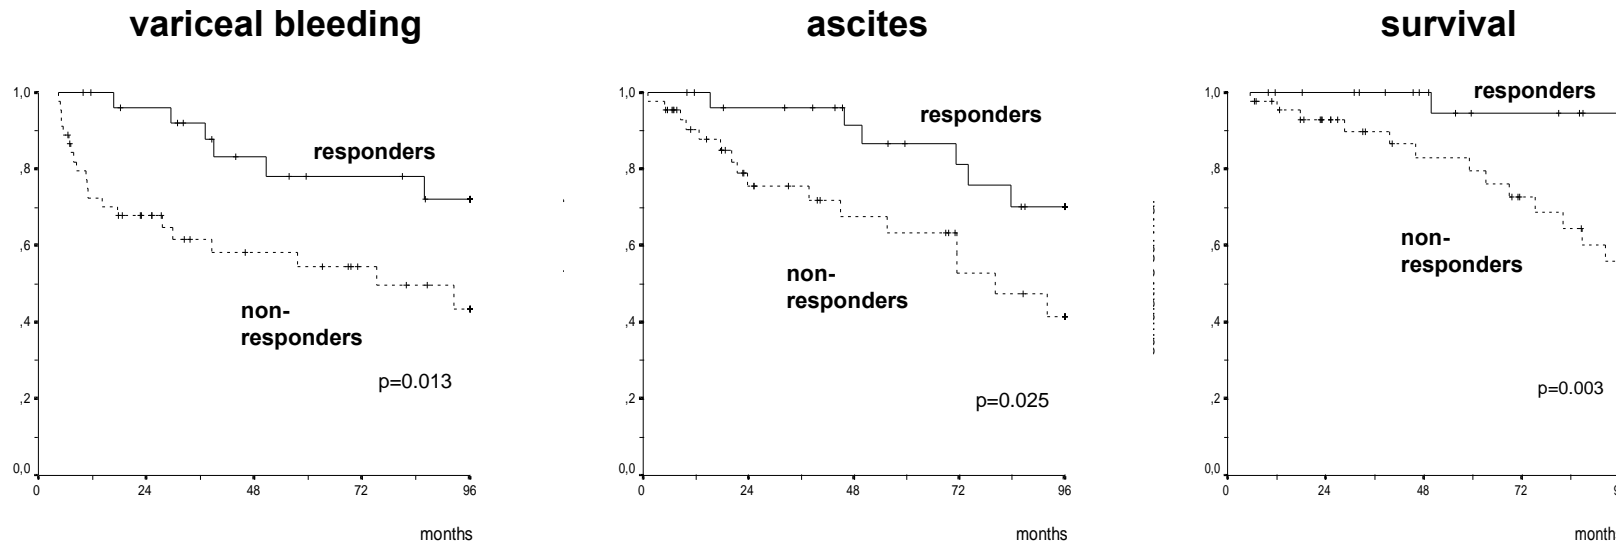 variceal bleeding
1,0
,8
,6
,4
,2
0,0
0 24 48 72 96
months
responders
non-
responders
p=0.013
ascites
1,0
,8
,6
,4
,2
0,0
0 24 48 72 96
months
responders
non-
responders
p=0.025
survival
1,0
,8
,6
,4
,2
0,0
0 24 48 72 9
month
responders
non-
responders
p=0.003